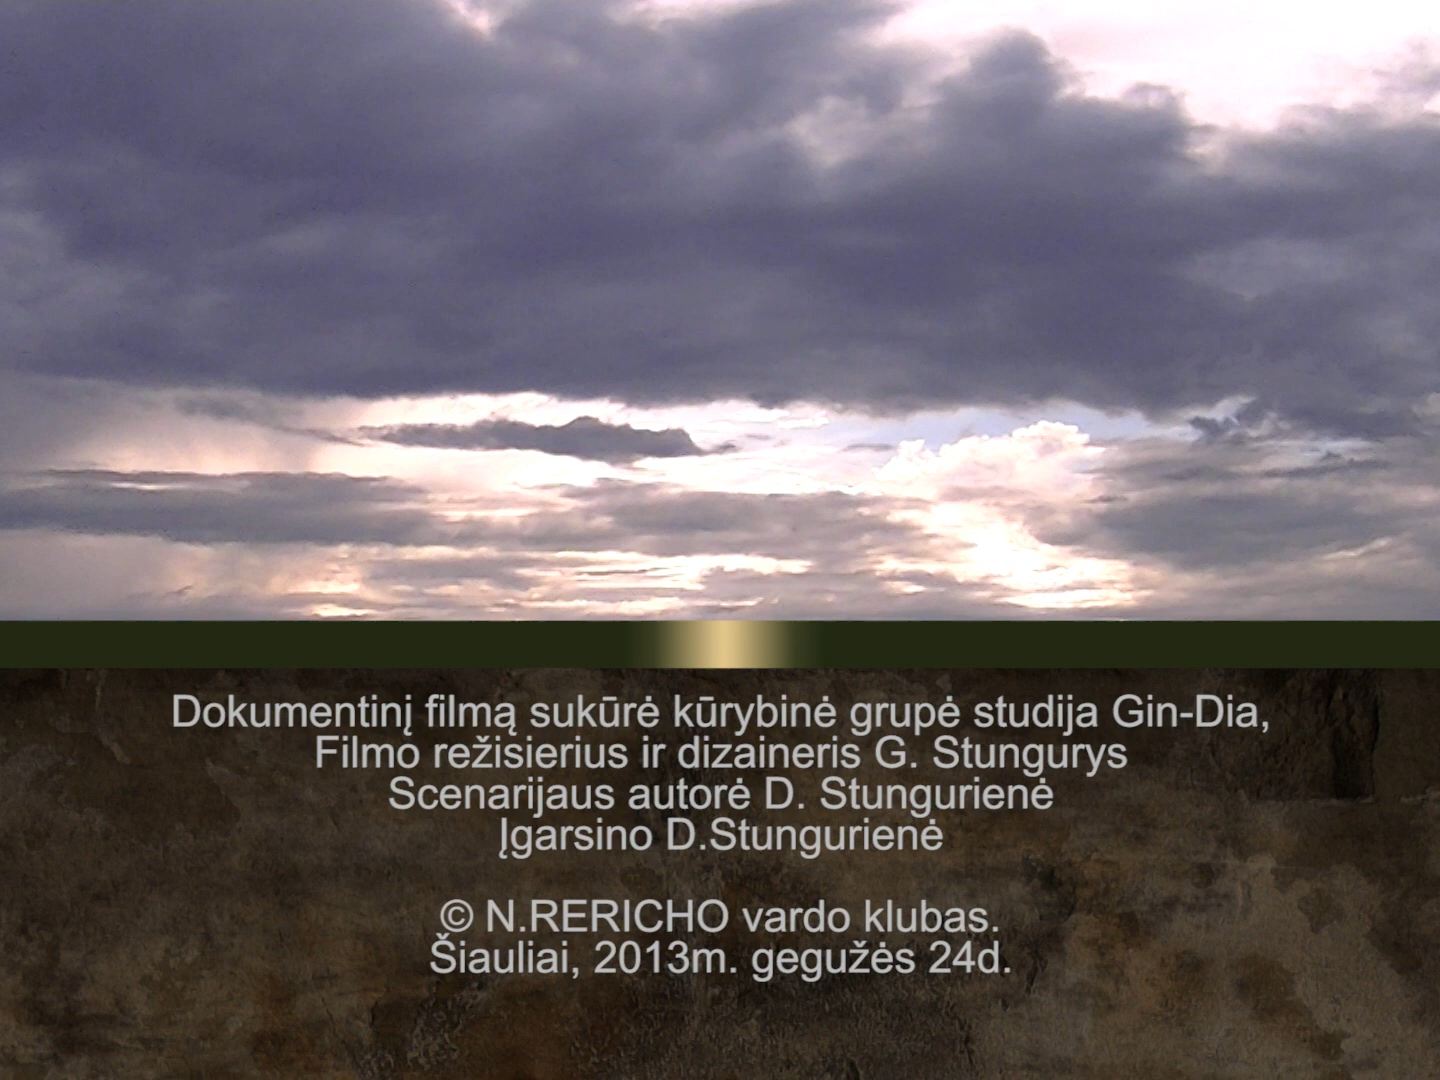 Dokumentinį filmą sukūrė kūrybinė grupė studija Gin-Dia,
Filmo režisierius ir dizaineris G. Stungurys
Scenarijaus autorė D. Stungurienė
Įgarsino D.Stungurienė
© N.RERICHO vardo klubas.
Šiauliai, 2013m. gegužės 24d.